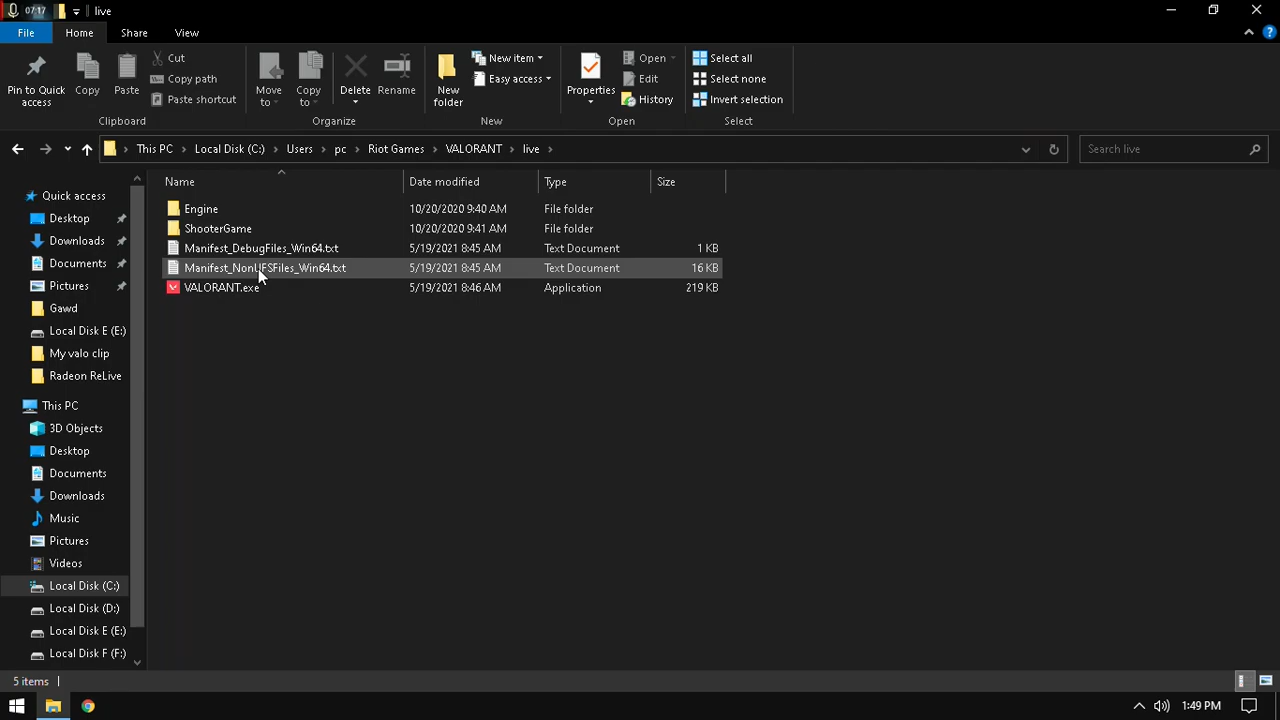 07:17 live
File Home Share View
Pin to Quick access
Copy
Paste
Cut
Copy path
Paste shortcut
Clipboard
Move to
Copy to
Delete
Rename
Organize
New folder
New item
Easy access
New
Properties
Open
Edit
History
Open
Select all
Select none
Invert selection
Select
This PC > Local Disk (C:) > Users > pc > Riot Games > VALORANT > live >
Search live
Quick access
Desktop
Downloads
Documents
Pictures
Gawd
Local Disk E (E:)
My valo clip
Radeon ReLive
This PC
3D Objects
Desktop
Documents
Downloads
Music
Pictures
Videos
Local Disk (C:)
Local Disk (D:)
Local Disk E (E:)
Local Disk F (F:)
Name Date modified Type Size
Engine 10/20/2020 9:40 AM File folder
ShooterGame 10/20/2020 9:41 AM File folder
Manifest_DebugFiles_Win64.txt 5/19/2021 8:45 AM Text Document 1 KB
Manifest_NonUFSFiles_Win64.txt 5/19/2021 8:45 AM Text Document 16 KB
VALORANT.exe 5/19/2021 8:46 AM Application 219 KB
5 items
1:49 PM